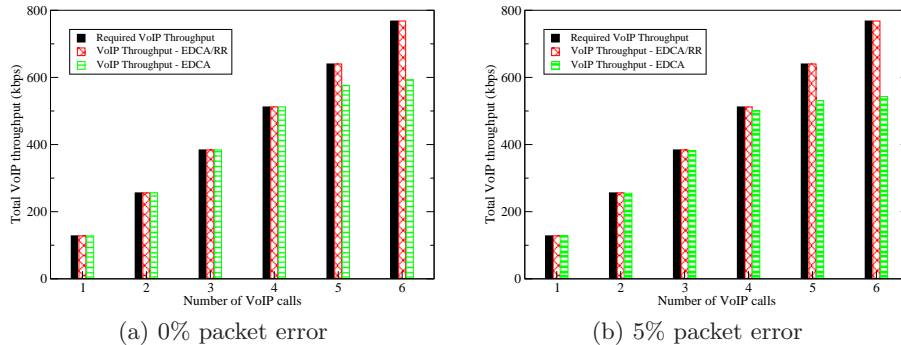 800
600
400
200
0
Total VoIP throughput (kbps)
Required VoIP Throughput
VoIP Throughput - EDCA/RR
VoIP Throughput - EDCA
1 2 3 4 5 6
Number of VoIP calls
(a) 0% packet error
800
600
400
200
0
Total VoIP throughput (kbps)
Required VoIP Throughput
VoIP Throughput - EDCA/RR
VoIP Throughput - EDCA
1 2 3 4 5 6
Number of VoIP calls
(b) 5% packet error